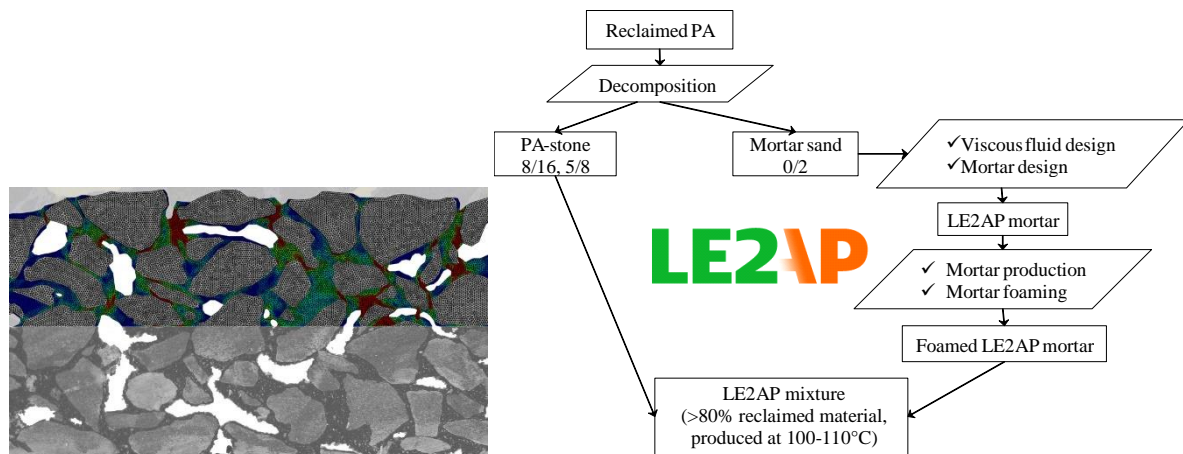 Reclaimed PA
Decomposition
PA-stone
8/16, 5/8
Mortar sand
0/2
✓Viscous fluid design
✓Mortar design
LE2AP mortar
LE2AP
✓ Mortar production
✓ Mortar foaming
Foamed LE2AP mortar
LE2AP mixture
(>80% reclaimed material,
produced at 100-110°C)